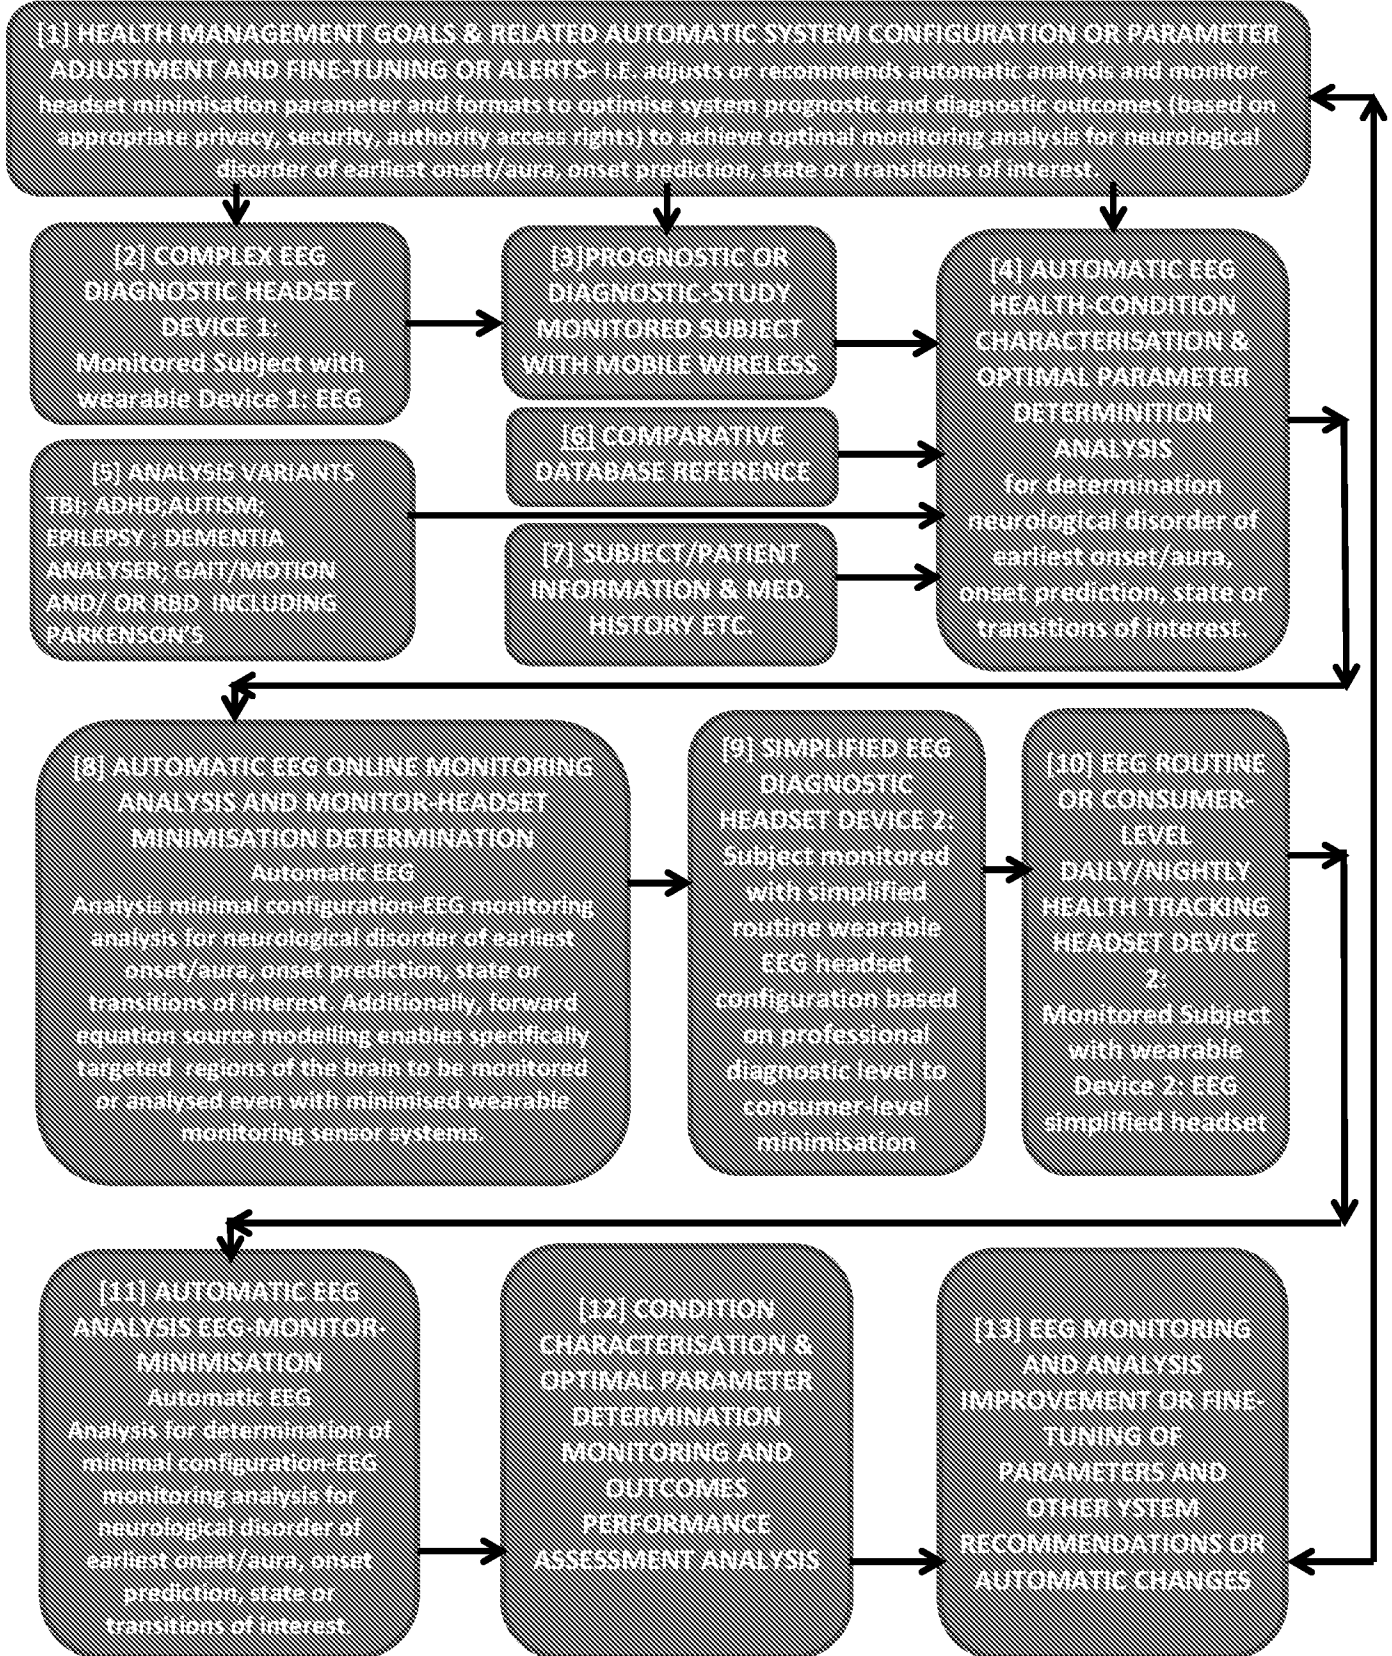 [1] HEALTH MANAGEMENT GOALS & RELATED AUTOMATIC SYSTEM CONFIGURATION OR PARAMETER
ADJUSTMENT AND FINE-TUNING OR ALERTS- I.E. adjusts or recommends automatic analysis and monitor-
headset minimisation parameter and formats to optimise system prognostic and diagnostic outcomes (based on
appropriate privacy, security, authority access rights) to achieve optimal monitoring analysis for neurological
disorder of earliest onset/aura, onset prediction, state or transitions of interest.
[2] COMPLEX EEG
DIAGNOSTIC HEADSET
DEVICE 1:
Monitored Subject with
wearable Device 1: EEG
[3]PROGNOSTIC OR
DIAGNOSTIC-STUDY
MONITORED SUBJECT
WITH MOBILE WIRELESS
[4] AUTOMATIC EEG
HEALTH-CONDITION
CHARACTERISATION &
OPTIMAL PARAMETER
DETERMINITION
ANALYSIS
for determination
neurological disorder of
earliest onset/aura,
onset prediction, state or
transitions of interest.
[5] ANALYSIS VARIANTS
TBI; ADHD;AUTISM;
EPILEPSY ; DEMENTIA
ANALYSER; GAIT/MOTION
AND/ OR RBD INCLUDING
PARKENSON'S
[6] COMPARATIVE
DATABASE REFERENCE
[7] SUBJECT/PATIENT
INFORMATION & MED.
HISTORY ETC.
[8] AUTOMATIC EEG ONLINE MONITORING
ANALYSIS AND MONITOR-HEADSET
MINIMISATION DETERMINATION
Automatic EEG
Analysis minimal configuration-EEG monitoring
analysis for neurological disorder of earliest
onset/aura, onset prediction, state or
transitions of interest. Additionally, forward
equation source modelling enables specifically
targeted regions of the brain to be monitored
or analysed even with minimised wearable
monitoring sensor systems.
[9] SIMPLIFIED EEG
DIAGNOSTIC
HEADSET DEVICE 2:
Subject monitored
with simplified
routine wearable
EEG headset
configuration based
on professional
diagnostic level to
consumer-level
minimisation
[10] EEG ROUTINE
OR CONSUMER-
LEVEL
DAILY/NIGHTLY
HEALTH TRACKING
HEADSET DEVICE
2:
Monitored Subject
with wearable
Device 2: EEG
simplified headset
[11] AUTOMATIC EEG
ANALYSIS EEG-MONITOR-
MINIMISATION
Automatic EEG
Analysis for determination of
minimal configuration-EEG
monitoring analysis for
neurological disorder of
earliest onset/aura, onset
prediction, state or
transitions of interest.
[12] CONDITION
CHARACTERISATION &
OPTIMAL PARAMETER
DETERMINATION
MONITORING AND
OUTCOMES
PERFORMANCE
ASSESSMENT ANALYSIS
[13] EEG MONITORING
AND ANALYSIS
IMPROVEMENT OR FINE-
TUNING OF
PARAMETERS AND
OTHER YSTEM
RECOMMENDATIONS OR
AUTOMATIC CHANGES